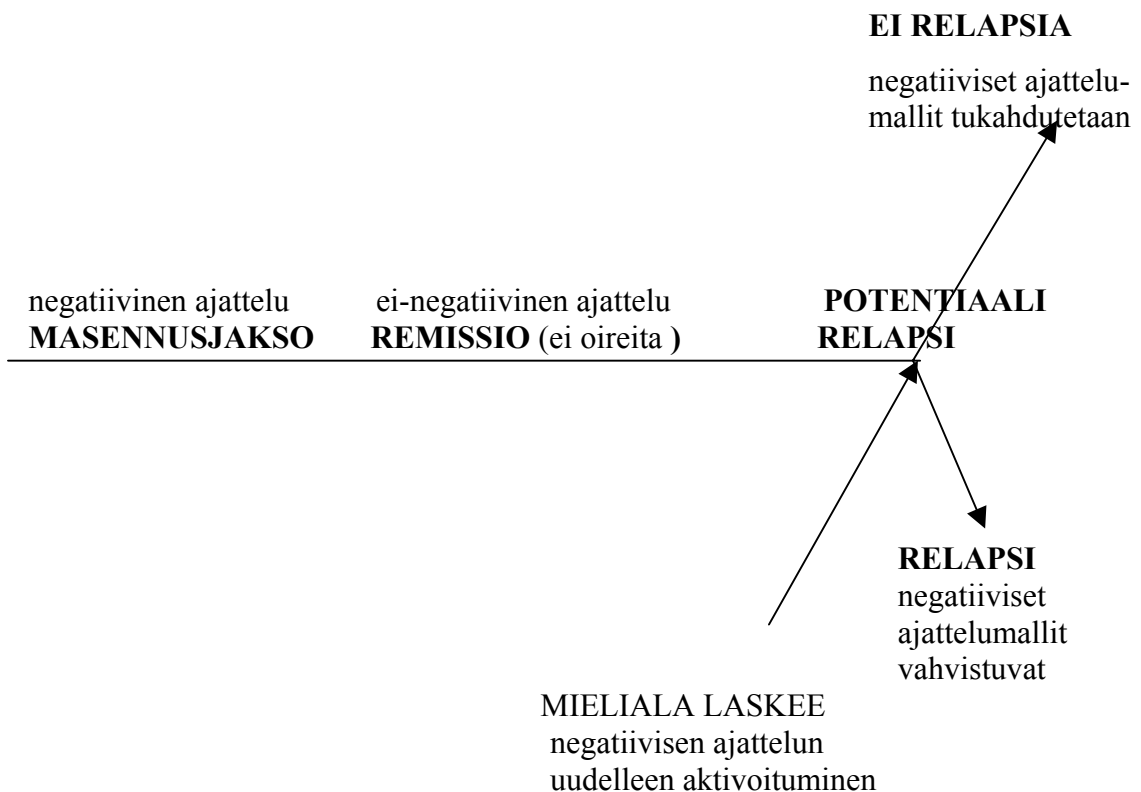 EI RELAPSIA
negatiiviset ajattelu-
mallit tukahdutetaan
negatiivinen ajattelu
MASENNUSJAKSO
ei-negatiivinen ajattelu
REMISSIO (ei oireita )
POTENTIAALI
RELAPSI
RELAPSI
negatiiviset
ajattelumallit
vahvistuvat
MIELIALA LASKEE
negatiivisen ajattelun
uudelleen aktivoituminen